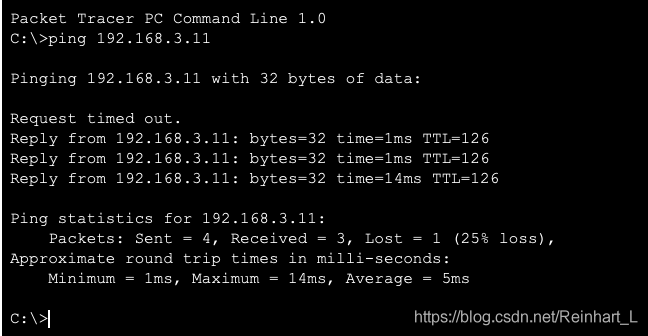 Packet Tracer PC Command Line 1.0
C:\>ping 192.168.3.11
Pinging 192.168.3.11 with 32 bytes of data:
Request timed out.
Reply from 192.168.3.11: bytes=32 time=1ms TTL=126
Reply from 192.168.3.11: bytes=32 time=1ms TTL=126
Reply from 192.168.3.11: bytes=32 time=14ms TTL=126
Ping statistics for 192.168.3.11:
Packets: Sent = 4, Received = 3, Lost = 1 (25% loss),
Approximate round trip times in milli-seconds:
Minimum = 1ms, Maximum = 14ms, Average = 5ms
C:\>
https://blog.csdn.net/Reinhart_L